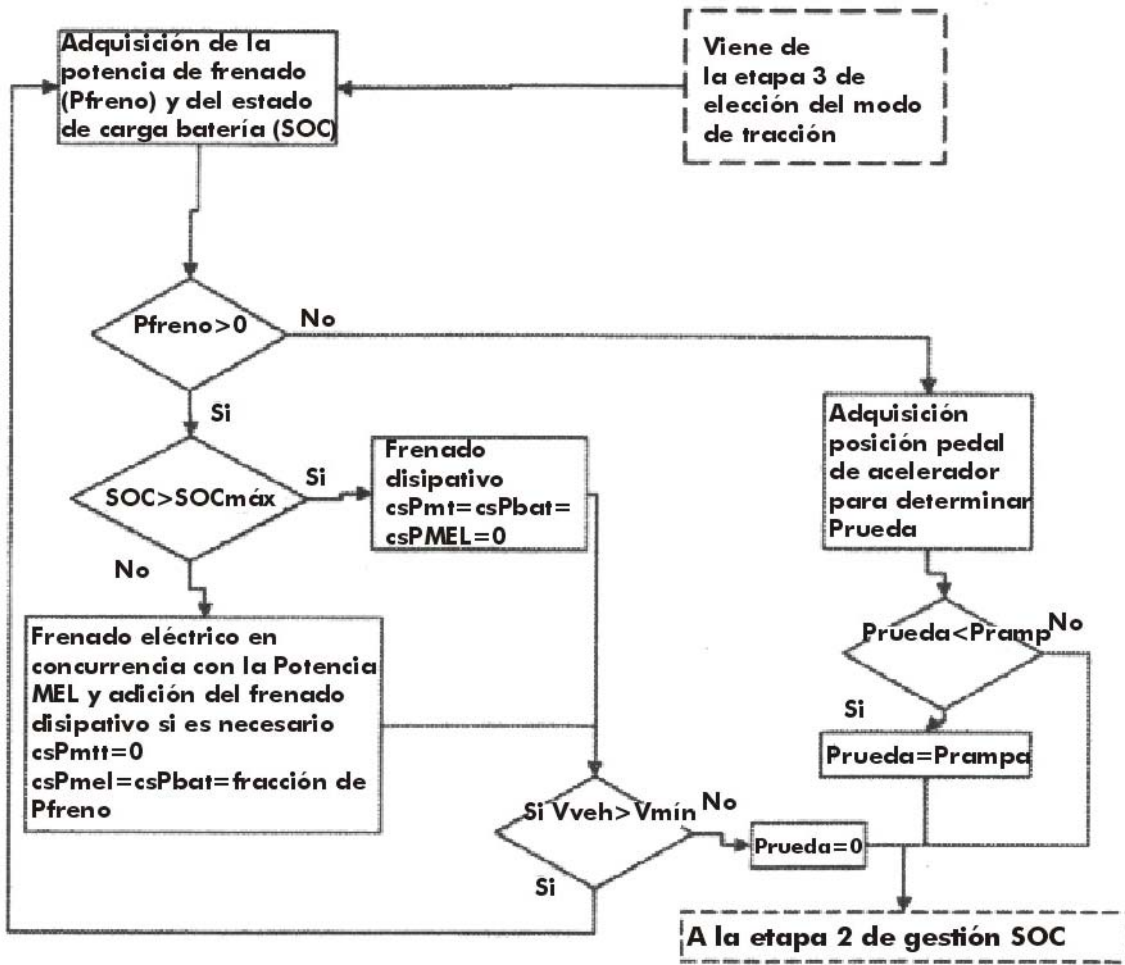 Adquisición de la
potencia de frenado
(Pfreno) y del estado
de carga batería (SOC)
Viene de
la etapa 3 de
elección del modo
de tracción
Pfreno>0
No
Si
SOC>SOCmáx
Si
No
Frenado
disipativo
csPmt=csPbat=
csPMEL=0
Adquisición
posición pedal
de acelerador
para determinar
Prueda
Frenado eléctrico en
concurrencia con la Potencia
MEL y adición del frenado
disipativo si es necesario
csPmtt=0
csPmel=csPbat=fracción de
Pfreno
Prueda<Pramp
No
Si
Prueda=Prampa
Si Vveh>Vmín
No
Si
Prueda=0
A la etapa 2 de gestión SOC